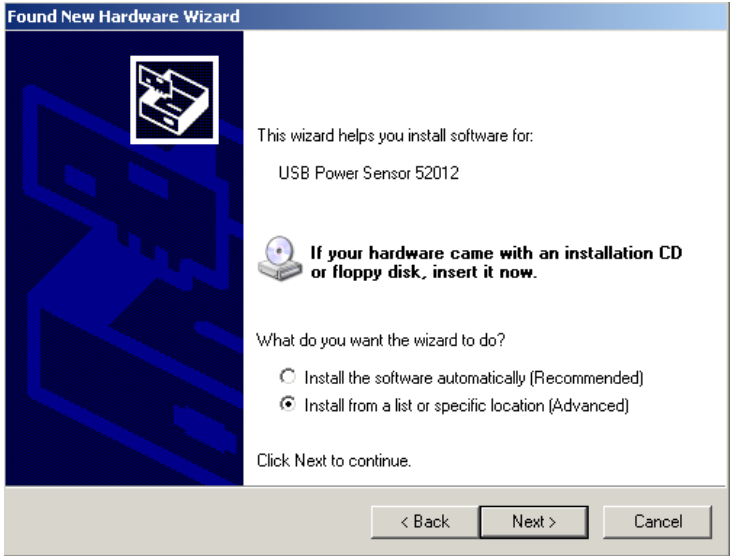 Found New Hardware Wizard
This wizard helps you install software for:
USB Power Sensor 52012
If your hardware came with an installation CD
or floppy disk, insert it now.
What do you want the wizard to do?
Install the software automatically (Recommended)
Install from a list or specific location (Advanced)
Click Next to continue.
< Back
Next >
Cancel